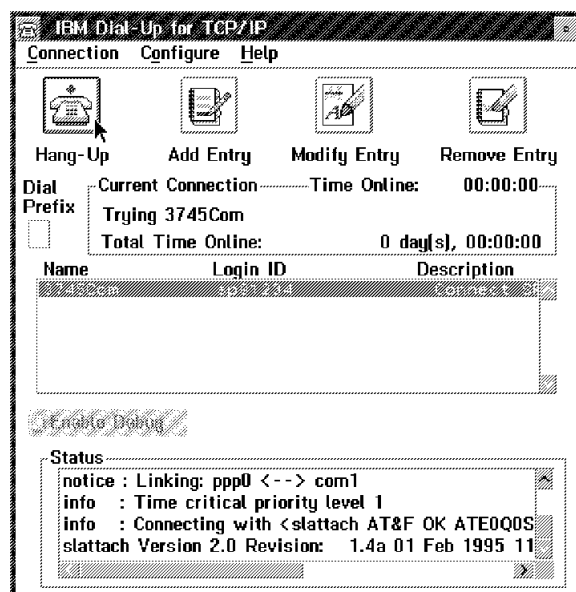 IBM Dial-Up for TCP/IP
Connection Configure Help
Hang-Up Add Entry Modify Entry Remove Entry
Dial Prefix
Current Connection Time Online: 00:00:00
Trying 3745Com
Total Time Online: 0 day(s), 00:00:00
Name Login ID Description
3745Com Connect
Enable Debug
Status
notice : Linking: ppp0 <--> com1
info : Time critical priority level 1
info : Connecting with <slattach AT&F OK ATE0Q0S
slattach Version 2.0 Revision: 1.4a 01 Feb 1995 11